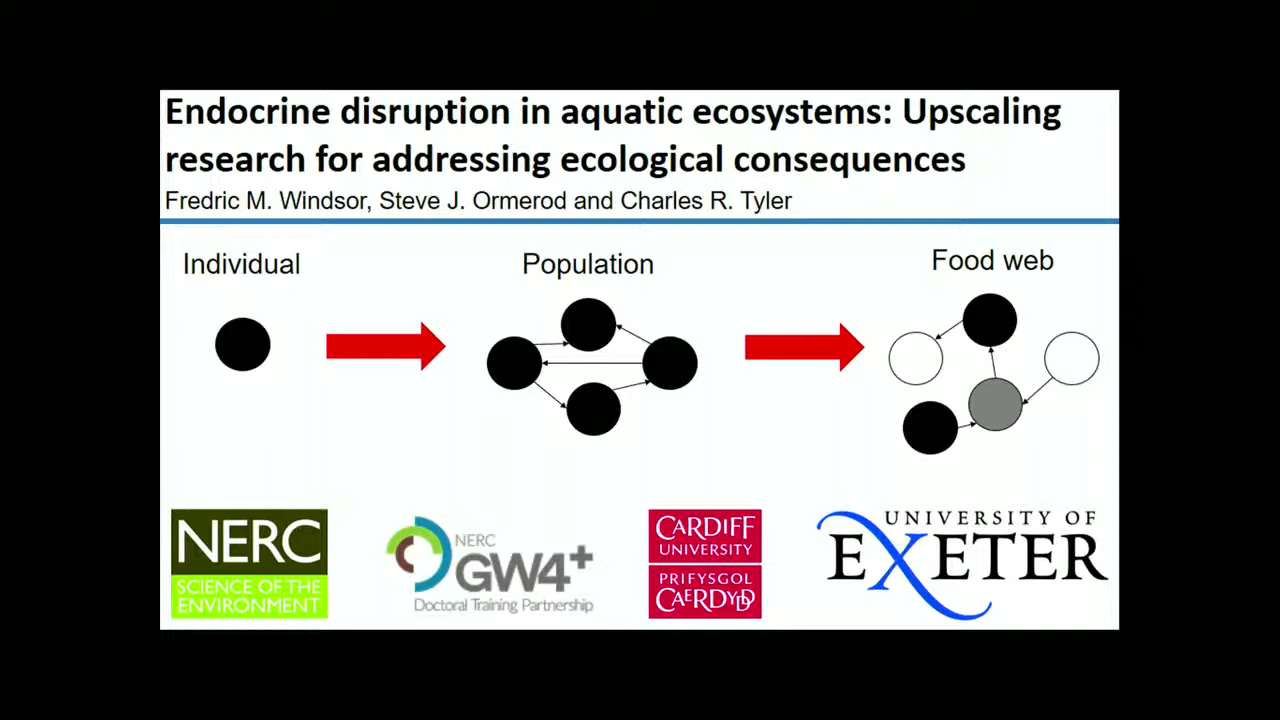 Endocrine disruption in aquatic ecosystems: Upscaling
research for addressing ecological consequences
Fredric M. Windsor, Steve J. Ormerod and Charles R. Tyler
Individual
Population
Food web
NERC
SCIENCE OF THE
ENVIRONMENT
NERC
GW4+
Doctoral Training Partnership
CARDIFF
UNIVERSITY
PRIFYSGOL
CAERDYDD
UNIVERSITY OF
EXETER